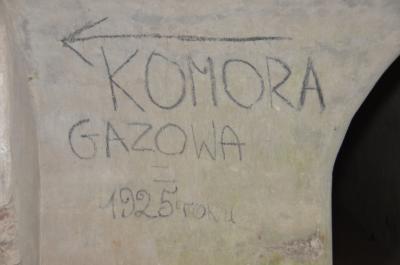 KOMORA
GAZOWA
=
1925 roku